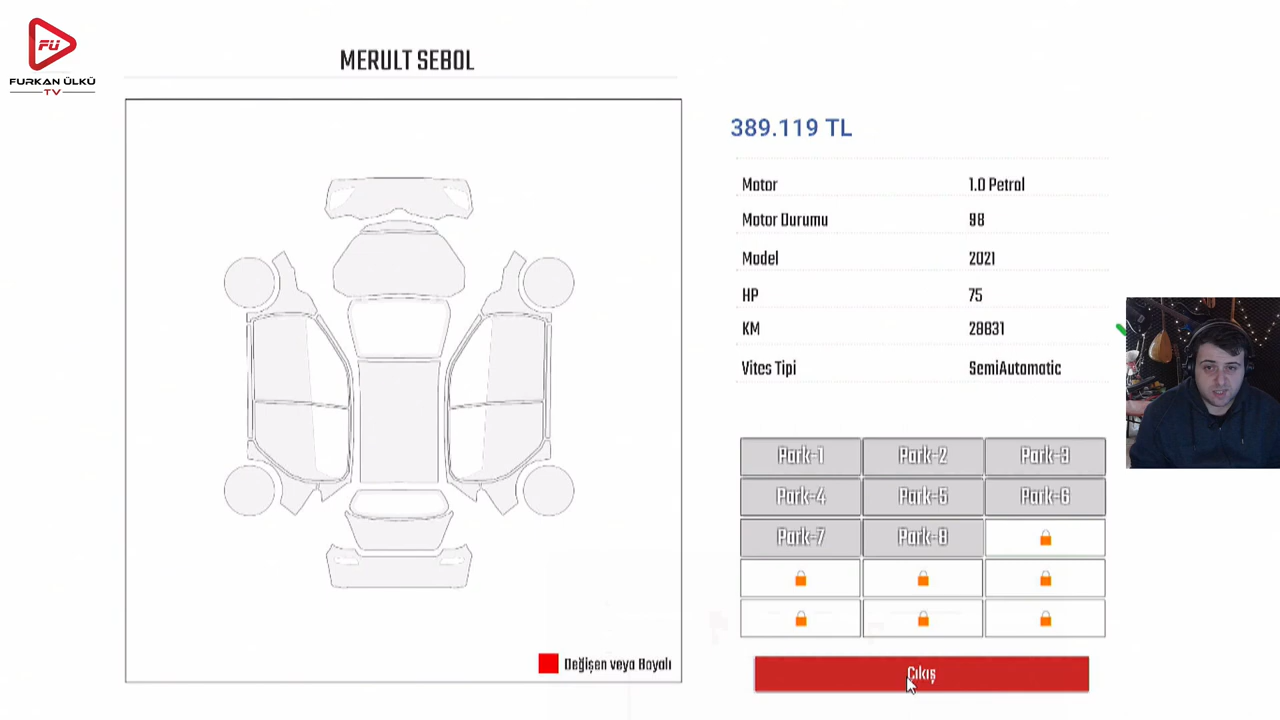 FU
FURKAN ÜLKÜ
TV
MERULT SEBOL
389.119 TL
Motor 1.0 Petrol
Motor Durumu 98
Model 2021
HP 75
KM 28831
Vites Tipi SemiAutomatic
Park-1 Park-2 Park-3
Park-4 Park-5 Park-6
Park-7 Park-8
Değişen veya Boyalı
Çıkış